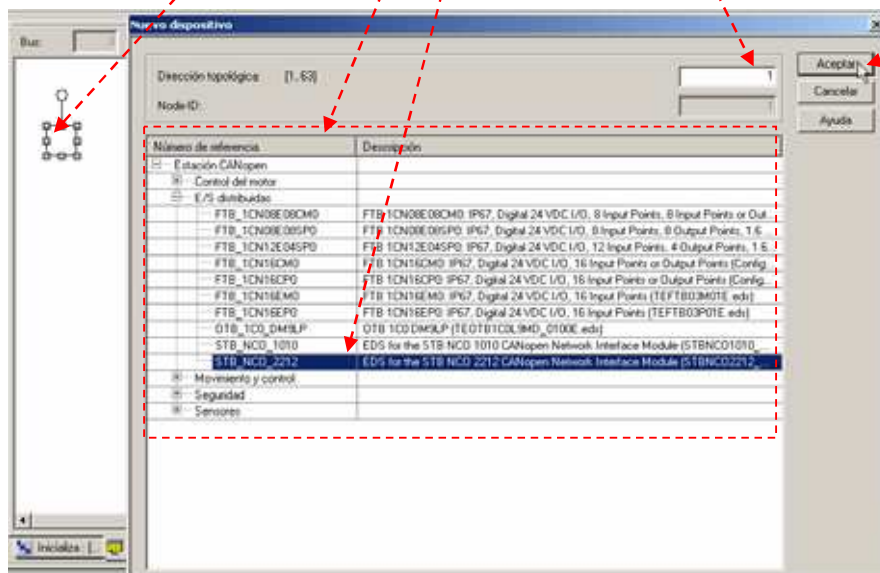 Nuevo dispositivo
Bus:
Dirección topológica: [1..63]
1
Aceptar
Node-ID:
1
Cancelar
Ayuda
Número de referencia Descripción
Estación CANopen
Control del motor
E/S distribuidas
FTB_1CN08E08CM0 FTB 1CN08E08CM0 IP67, Digital 24 VDC I/O, 8 Input Points, 8 Input Points or Out...
FTB_1CN08E08SP0 FTB 1CN08E08SP0 IP67, Digital 24 VDC I/O, 8 Input Points, 8 Output Points, 1.6...
FTB_1CN12E04SP0 FTB 1CN12E04SP0 IP67, Digital 24 VDC I/O, 12 Input Points, 4 Output Points, 1.6...
FTB_1CN16CM0 FTB 1CN16CM0 IP67, Digital 24 VDC I/O, 16 Input Points or Output Points (Config...
FTB_1CN16CP0 FTB 1CN16CP0 IP67, Digital 24 VDC I/O, 16 Input Points or Output Points (Config...
FTB_1CN16EM0 FTB 1CN16EM0 IP67, Digital 24 VDC I/O, 16 Input Points (TEFTB03M01E.eds)
FTB_1CN16EP0 FTB 1CN16EP0 IP67, Digital 24 VDC I/O, 16 Input Points (TEFTB03P01E.eds)
OTB_1C0_DM9LP OTB 1C0 DM9LP (TEOTB1C0L9MD_0100E.eds)
STB_NCO_1010 EDS for the STB NCO 1010 CANopen Network Interface Module (STBNCO1010_...
STB_NCO_2212 EDS for the STB NCO 2212 CANopen Network Interface Module (STBNCO2212_...
Movimiento y control
Seguridad
Sensores
Inicializa